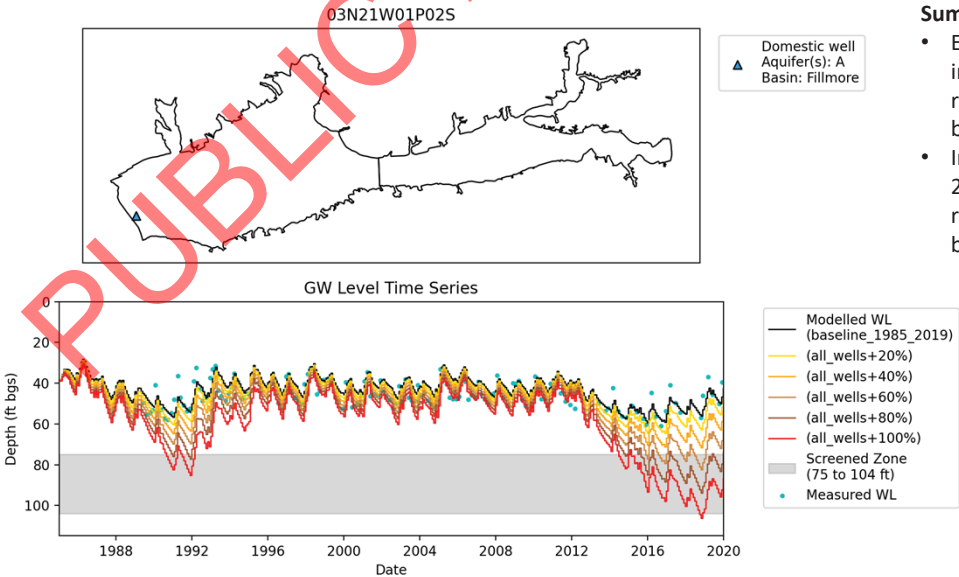 03N21W01P02S
Domestic well
Aquifer(s): A
Basin: Fillmore
PUBLIC
GW Level Time Series
Depth (ft bgs)
0
20
40
60
80
100
1988
1992
1996
2000
2004
2008
2012
2016
2020
Date
Modelled WL
(baseline_1985_2019)
(all_wells+20%)
(all_wells+40%)
(all_wells+60%)
(all_wells+80%)
(all_wells+100%)
Screened Zone
(75 to 104 ft)
Measured WL